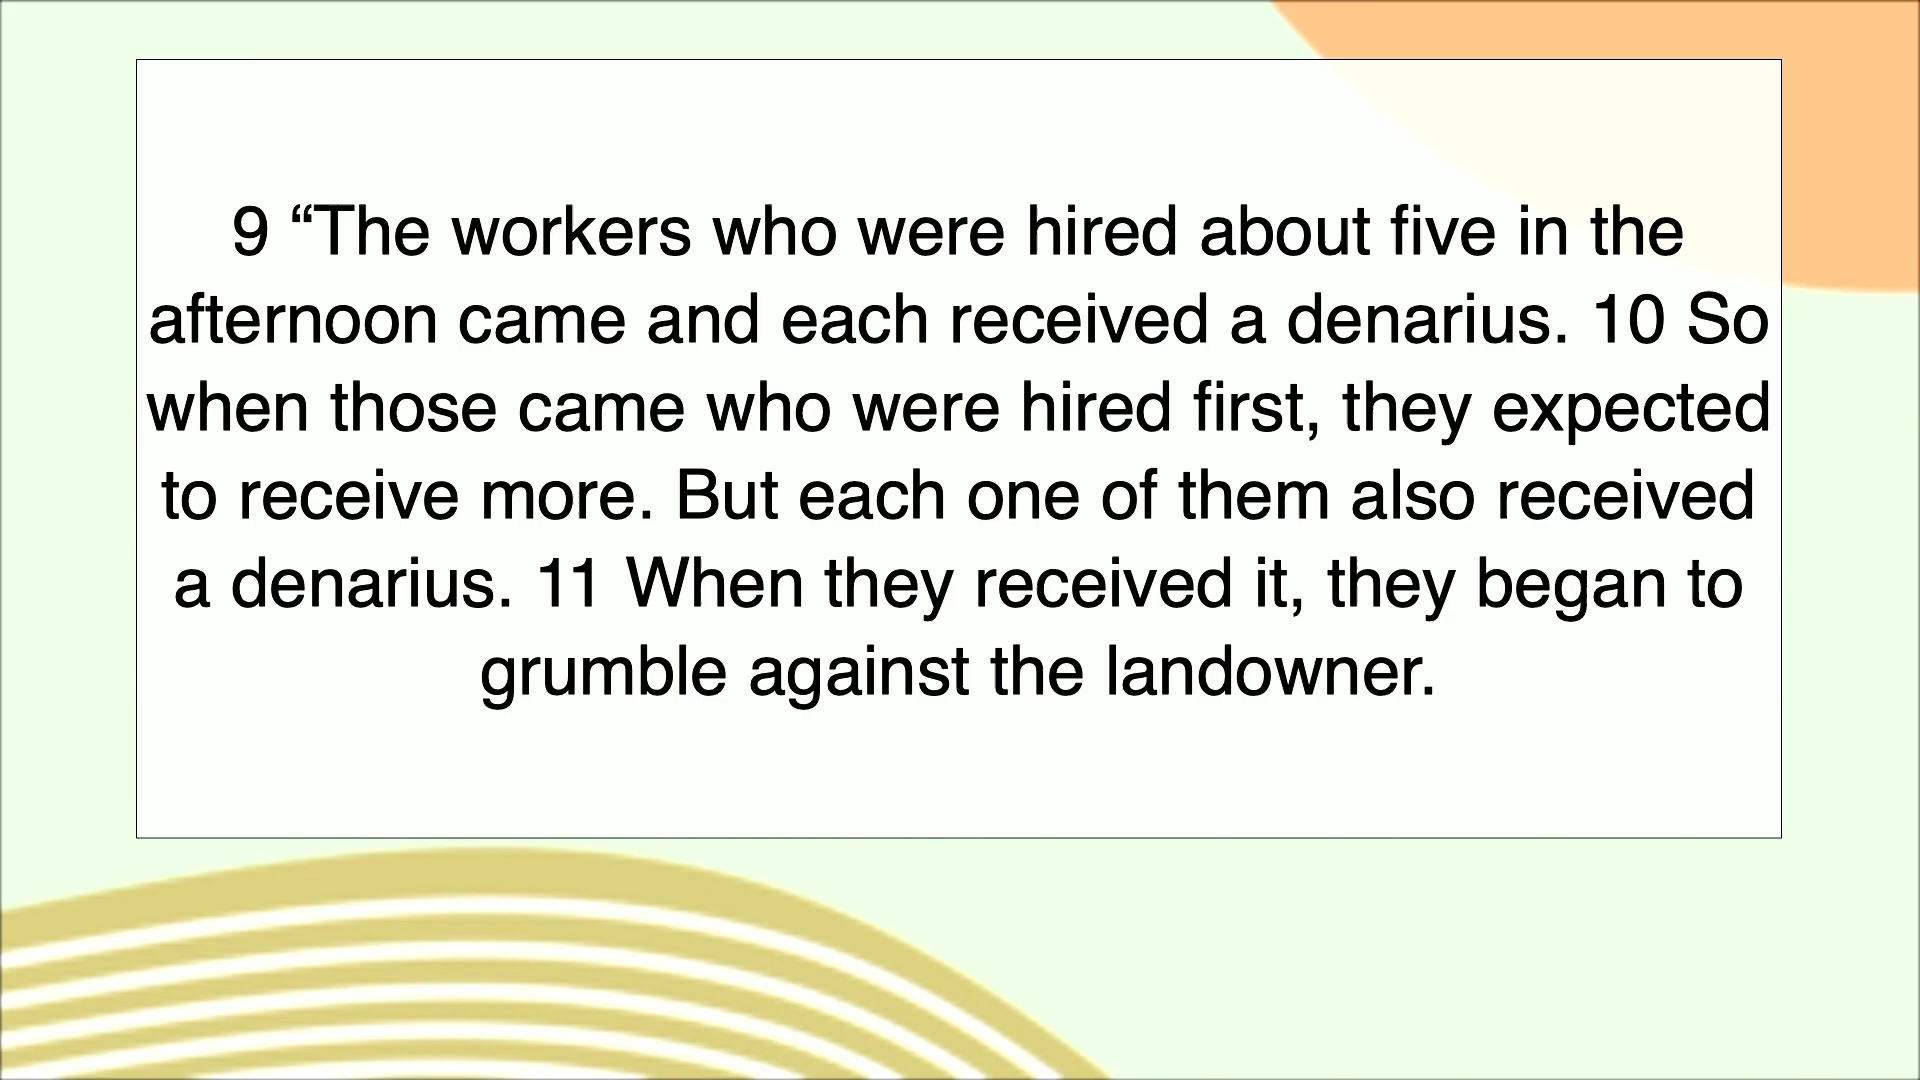 9 “The workers who were hired about five in the
afternoon came and each received a denarius. 10 So
when those came who were hired first, they expected
to receive more. But each one of them also received
a denarius. 11 When they received it, they began to
grumble against the landowner.